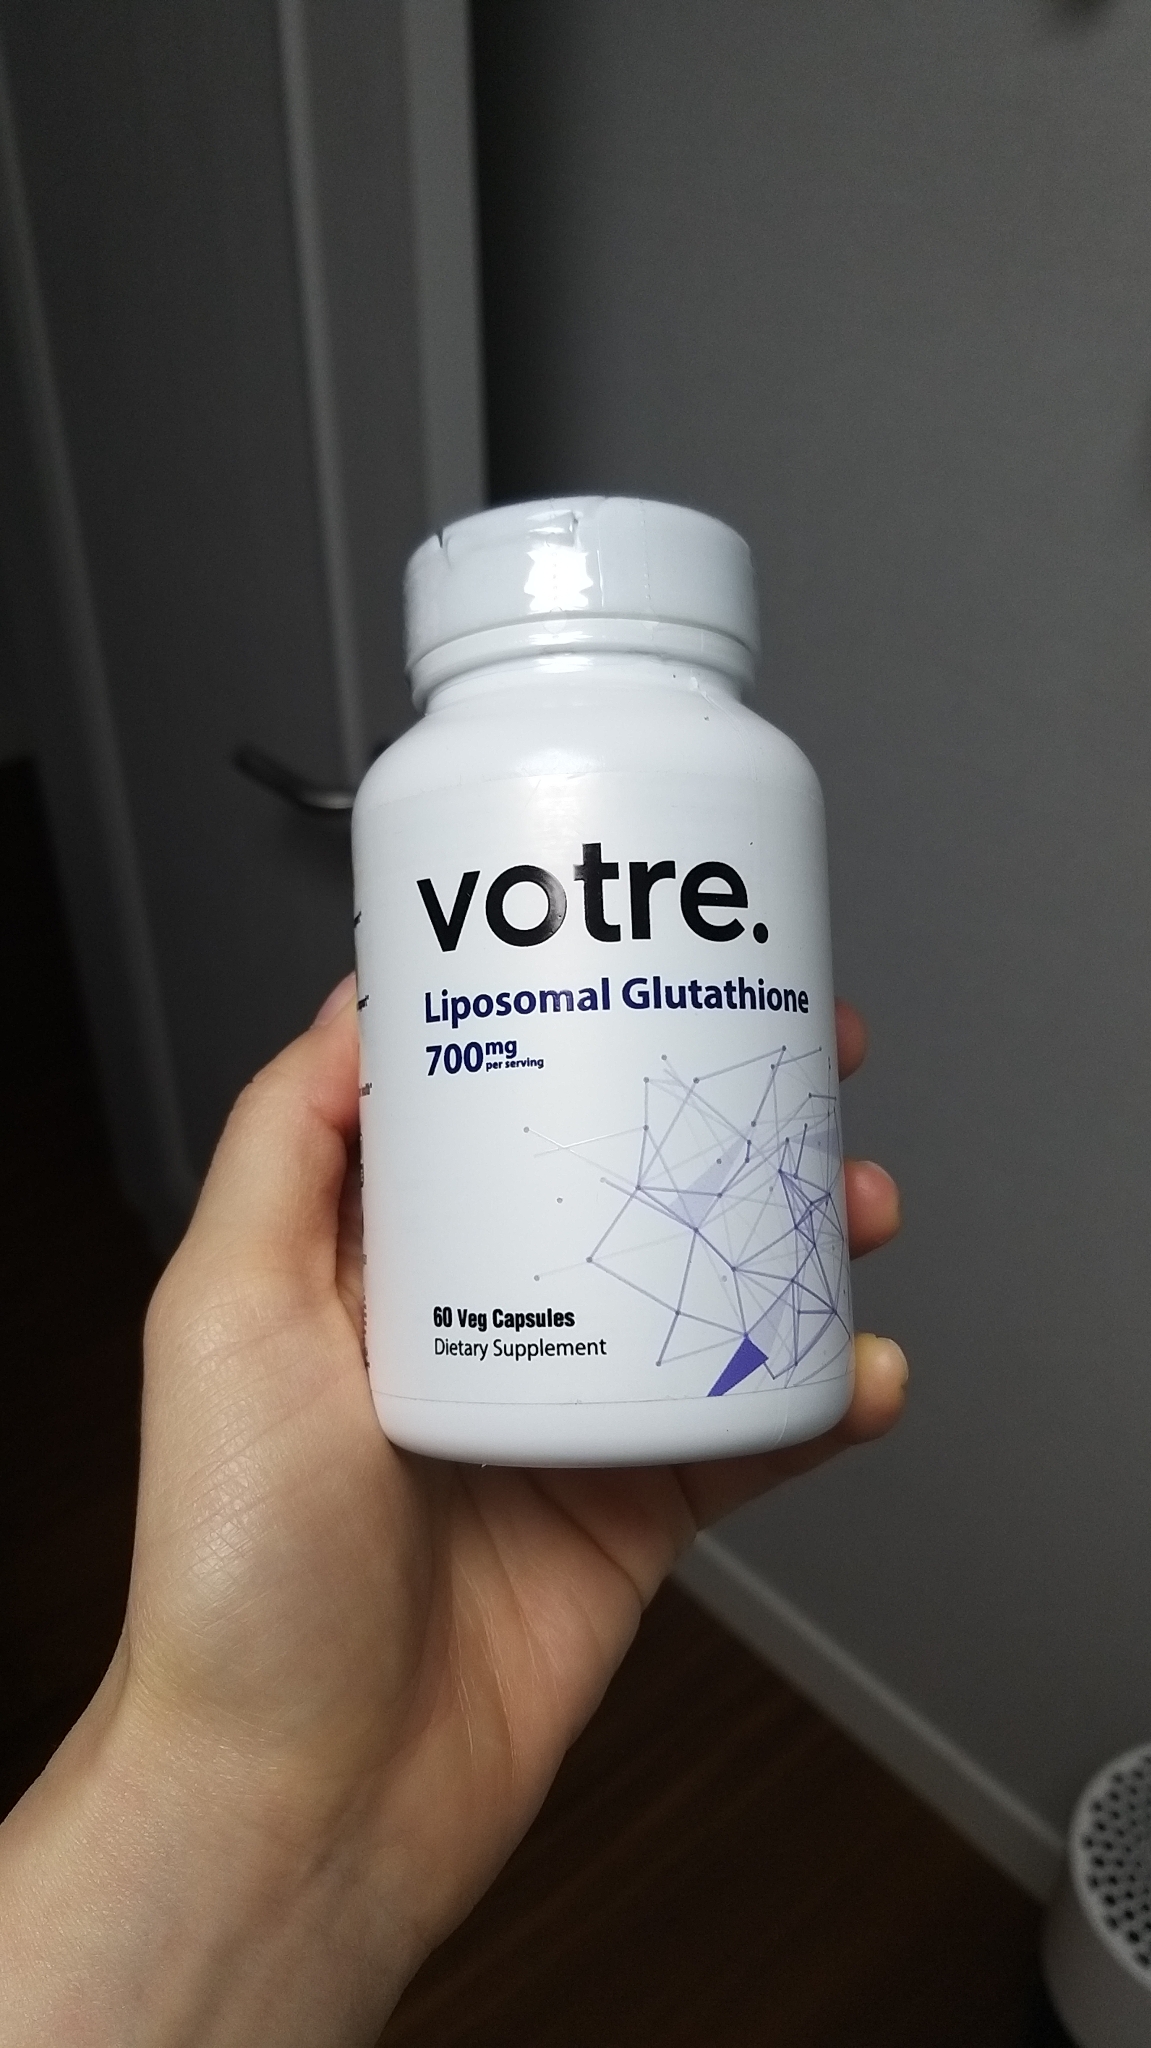 votre.
Liposomal Glutathione
700mg
per serving
60 Veg Capsules
Dietary Supplement